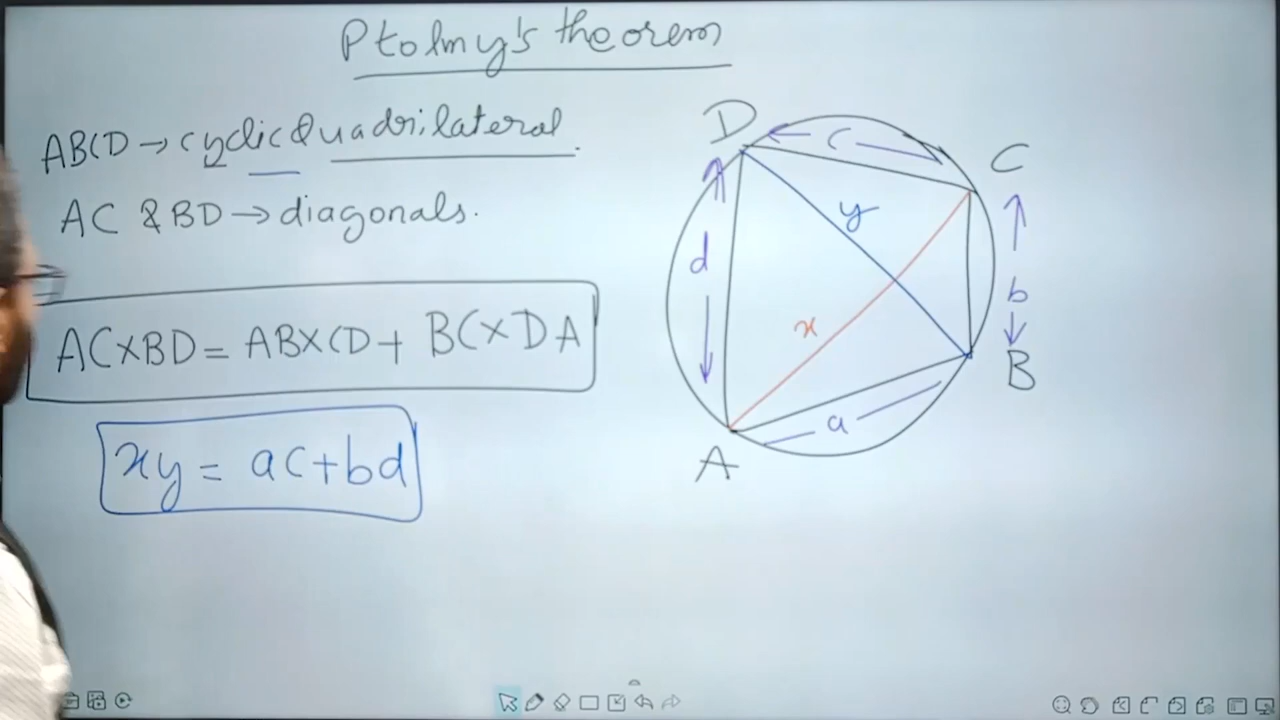 Ptolmy's theorem
ABCD → cyclic Quadrilateral.
AC & BD → diagonals.
AC×BD = AB×CD + BC×DA
xy = ac+bd
D
c
C
y
d
b
x
B
a
A